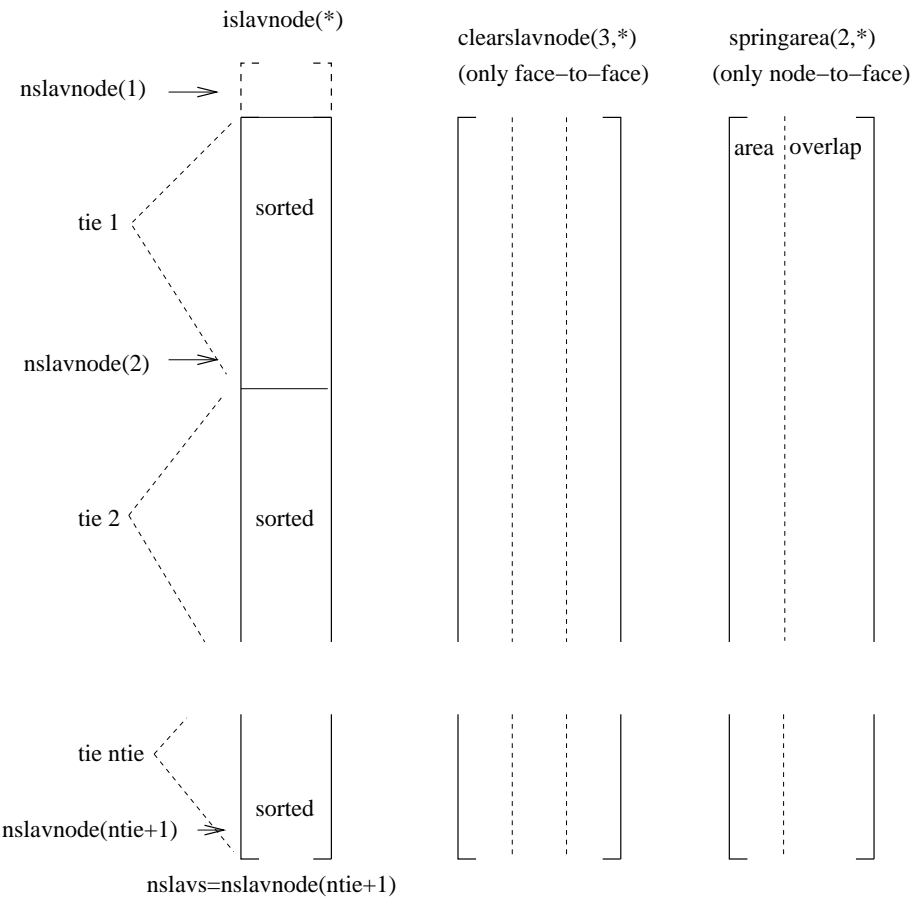 islavnode(*)
clearslavnode(3,*)
(only face−to−face)
springarea(2,*)
(only node−to−face)
nslavnode(1)
area
overlap
tie 1
sorted
nslavnode(2)
tie 2
sorted
tie ntie
sorted
nslavnode(ntie+1)
nslavs=nslavnode(ntie+1)